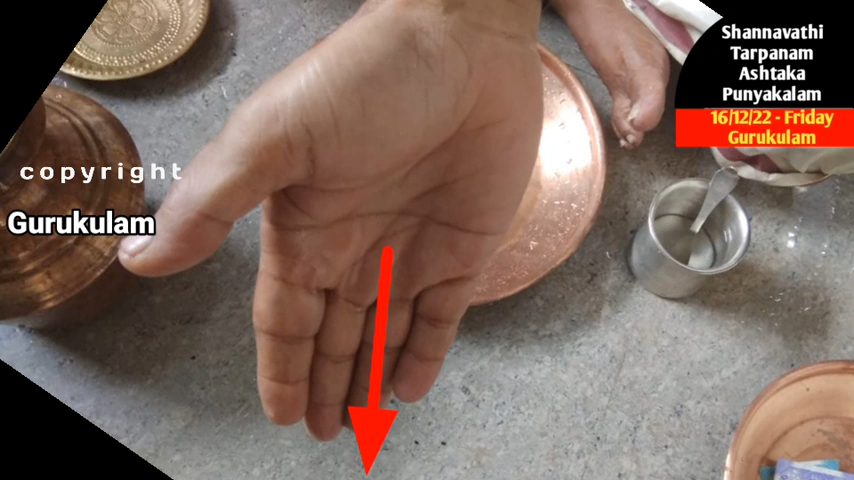 Shannavathi
Tarpanam
Ashtaka
Punyakalam
16/12/22 - Friday
Gurukulam
copyright
Gurukulam